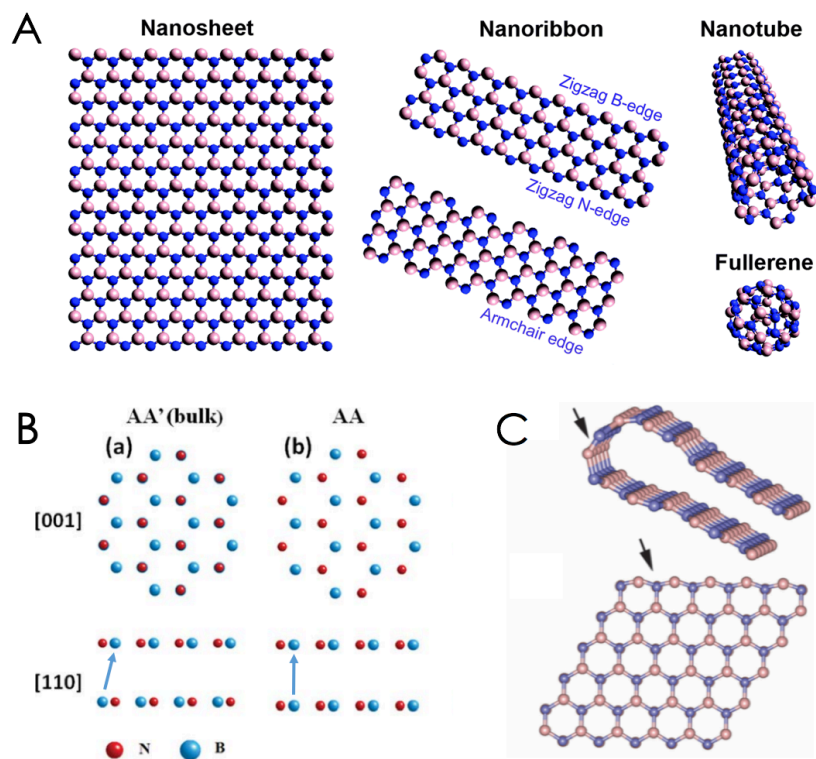 A
Nanosheet
Nanoribbon
Nanotube
Zigzag B-edge
Zigzag N-edge
Armchair edge
Fullerene
B
AA' (bulk)
AA
(a)
(b)
[001]
[110]
N
B
C